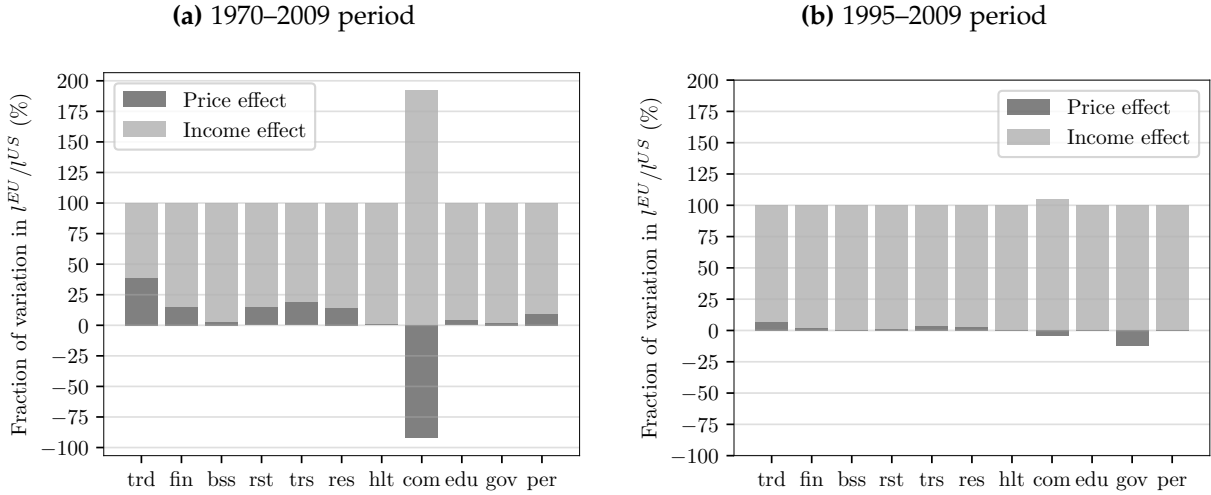 (a) 1970–2009 period
Fraction of variation in l^{EU}/l^{US} (%)
200
175
150
125
100
75
50
25
0
−25
−50
−75
−100
Price effect
Income effect
trd fin bss rst trs res hlt com edu gov per
(b) 1995–2009 period
Fraction of variation in l^{EU}/l^{US} (%)
200
175
150
125
100
75
50
25
0
−25
−50
−75
−100
Price effect
Income effect
trd fin bss rst trs res hlt com edu gov per